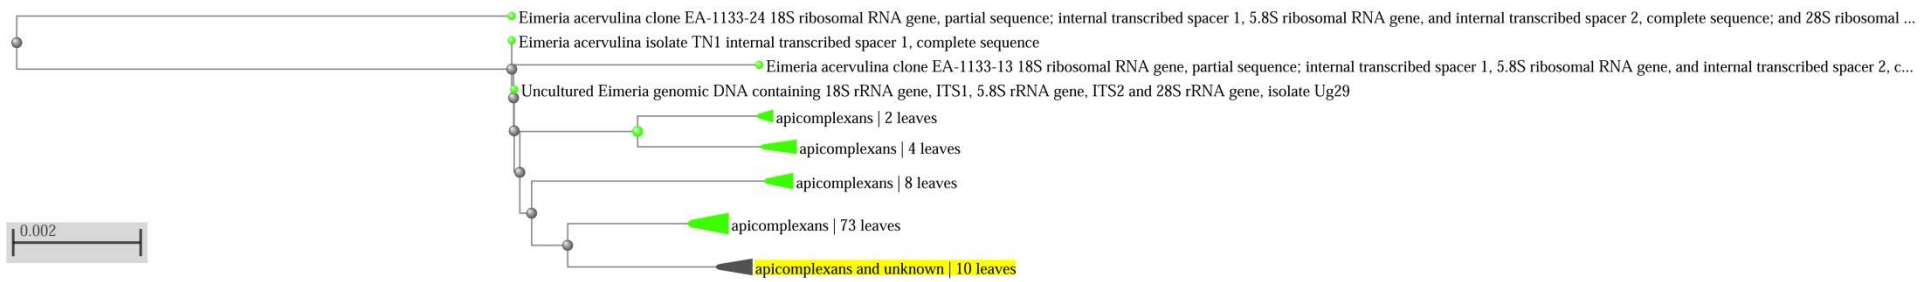 Eimeria acervulina clone EA-1133-24 18S ribosomal RNA gene, partial sequence; internal transcribed spacer 1, 5.8S ribosomal RNA gene, and internal transcribed spacer 2, complete sequence; and 28S ribosomal ...
Eimeria acervulina isolate TN1 internal transcribed spacer 1, complete sequence
Eimeria acervulina clone EA-1133-13 18S ribosomal RNA gene, partial sequence; internal transcribed spacer 1, 5.8S ribosomal RNA gene, and internal transcribed spacer 2, c...
Uncultured Eimeria genomic DNA containing 18S rRNA gene, ITS1, 5.8S rRNA gene, ITS2 and 28S rRNA gene, isolate Ug29
apicomplexans | 2 leaves
apicomplexans | 4 leaves
apicomplexans | 8 leaves
apicomplexans | 73 leaves
0.002
apicomplexans and unknown | 10 leaves